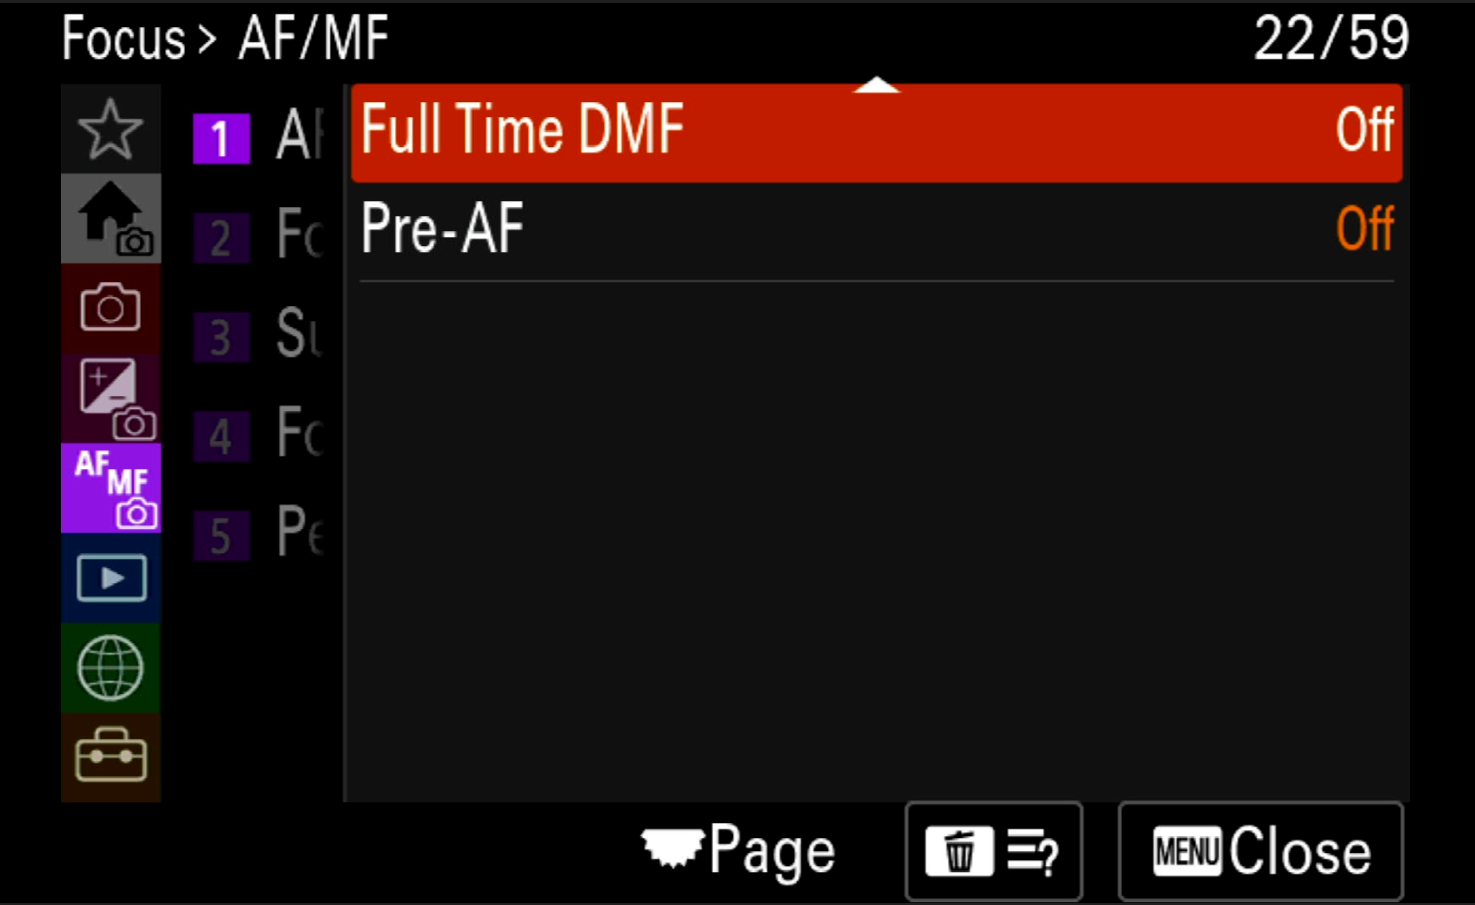 Focus> AF/MF 22/59
Full Time DMF Off
Pre-AF Off
1
2
3
4
5
AF MF
Page
?
MENU Close